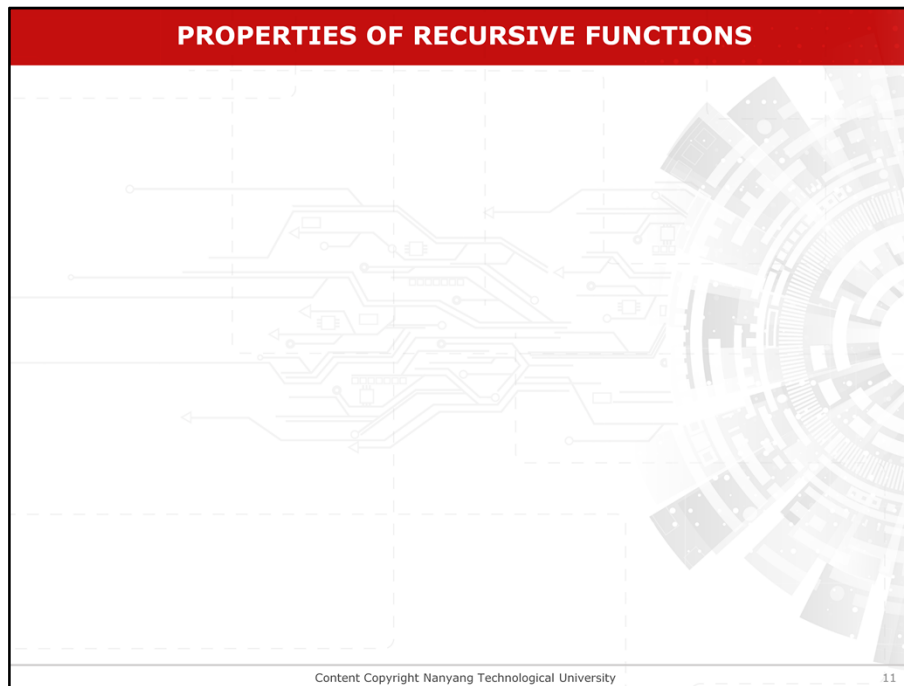 PROPERTIES OF RECURSIVE FUNCTIONS
Content Copyright Nanyang Technological University
11